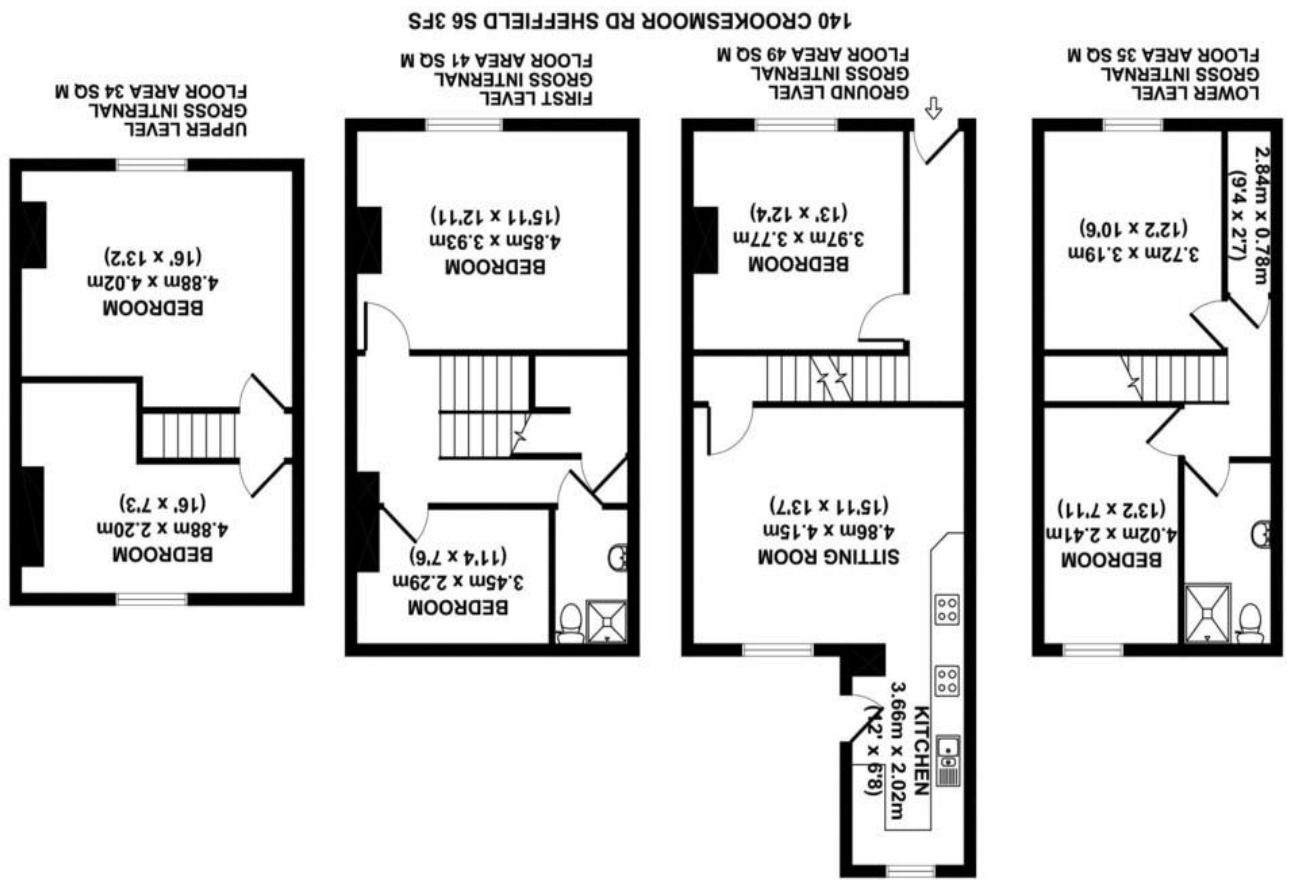 BEDROOM
4.02m x 2.41m
(13'2 x 7'11)
3.72m x 3.19m
(12'2 x 10'6)
2.84m x 0.78m
(9'4 x 2'7)
LOWER LEVEL
GROSS INTERNAL
FLOOR AREA 35 SQ M
KITCHEN
3.66m x 2.02m
(12' x 6'8)
SITTING ROOM
4.86m x 4.15m
(15'11 x 13'7)
BEDROOM
3.97m x 3.77m
(13' x 12'4)
GROUND LEVEL
GROSS INTERNAL
FLOOR AREA 49 SQ M
BEDROOM
3.45m x 2.29m
(11'4 x 7'6)
BEDROOM
4.85m x 3.93m
(15'11 x 12'11)
FIRST LEVEL
GROSS INTERNAL
FLOOR AREA 41 SQ M
BEDROOM
4.88m x 2.20m
(16' x 7'3)
BEDROOM
4.88m x 4.02m
(16' x 13'2)
UPPER LEVEL
GROSS INTERNAL
FLOOR AREA 34 SQ M
140 CROOKESMOOR RD SHEFFIELD S6 3FS